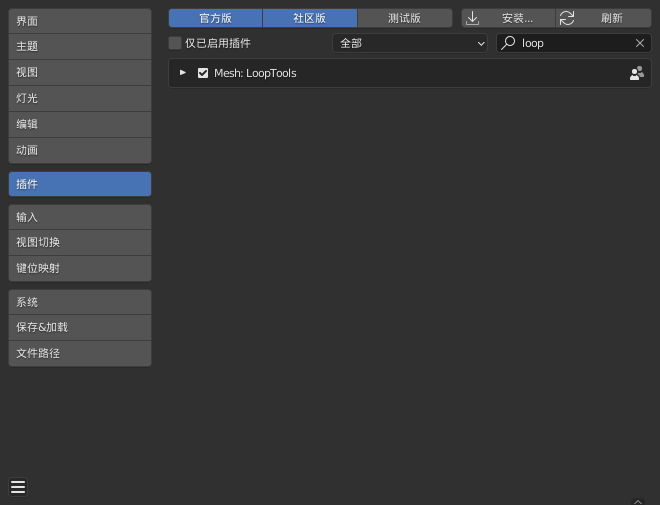 界面
主题
视图
灯光
编辑
动画
插件
输入
视图切换
键位映射
系统
保存&加载
文件路径
官方版 社区版 测试版 安装... 刷新
仅已启用插件 全部 loop
Mesh: LoopTools